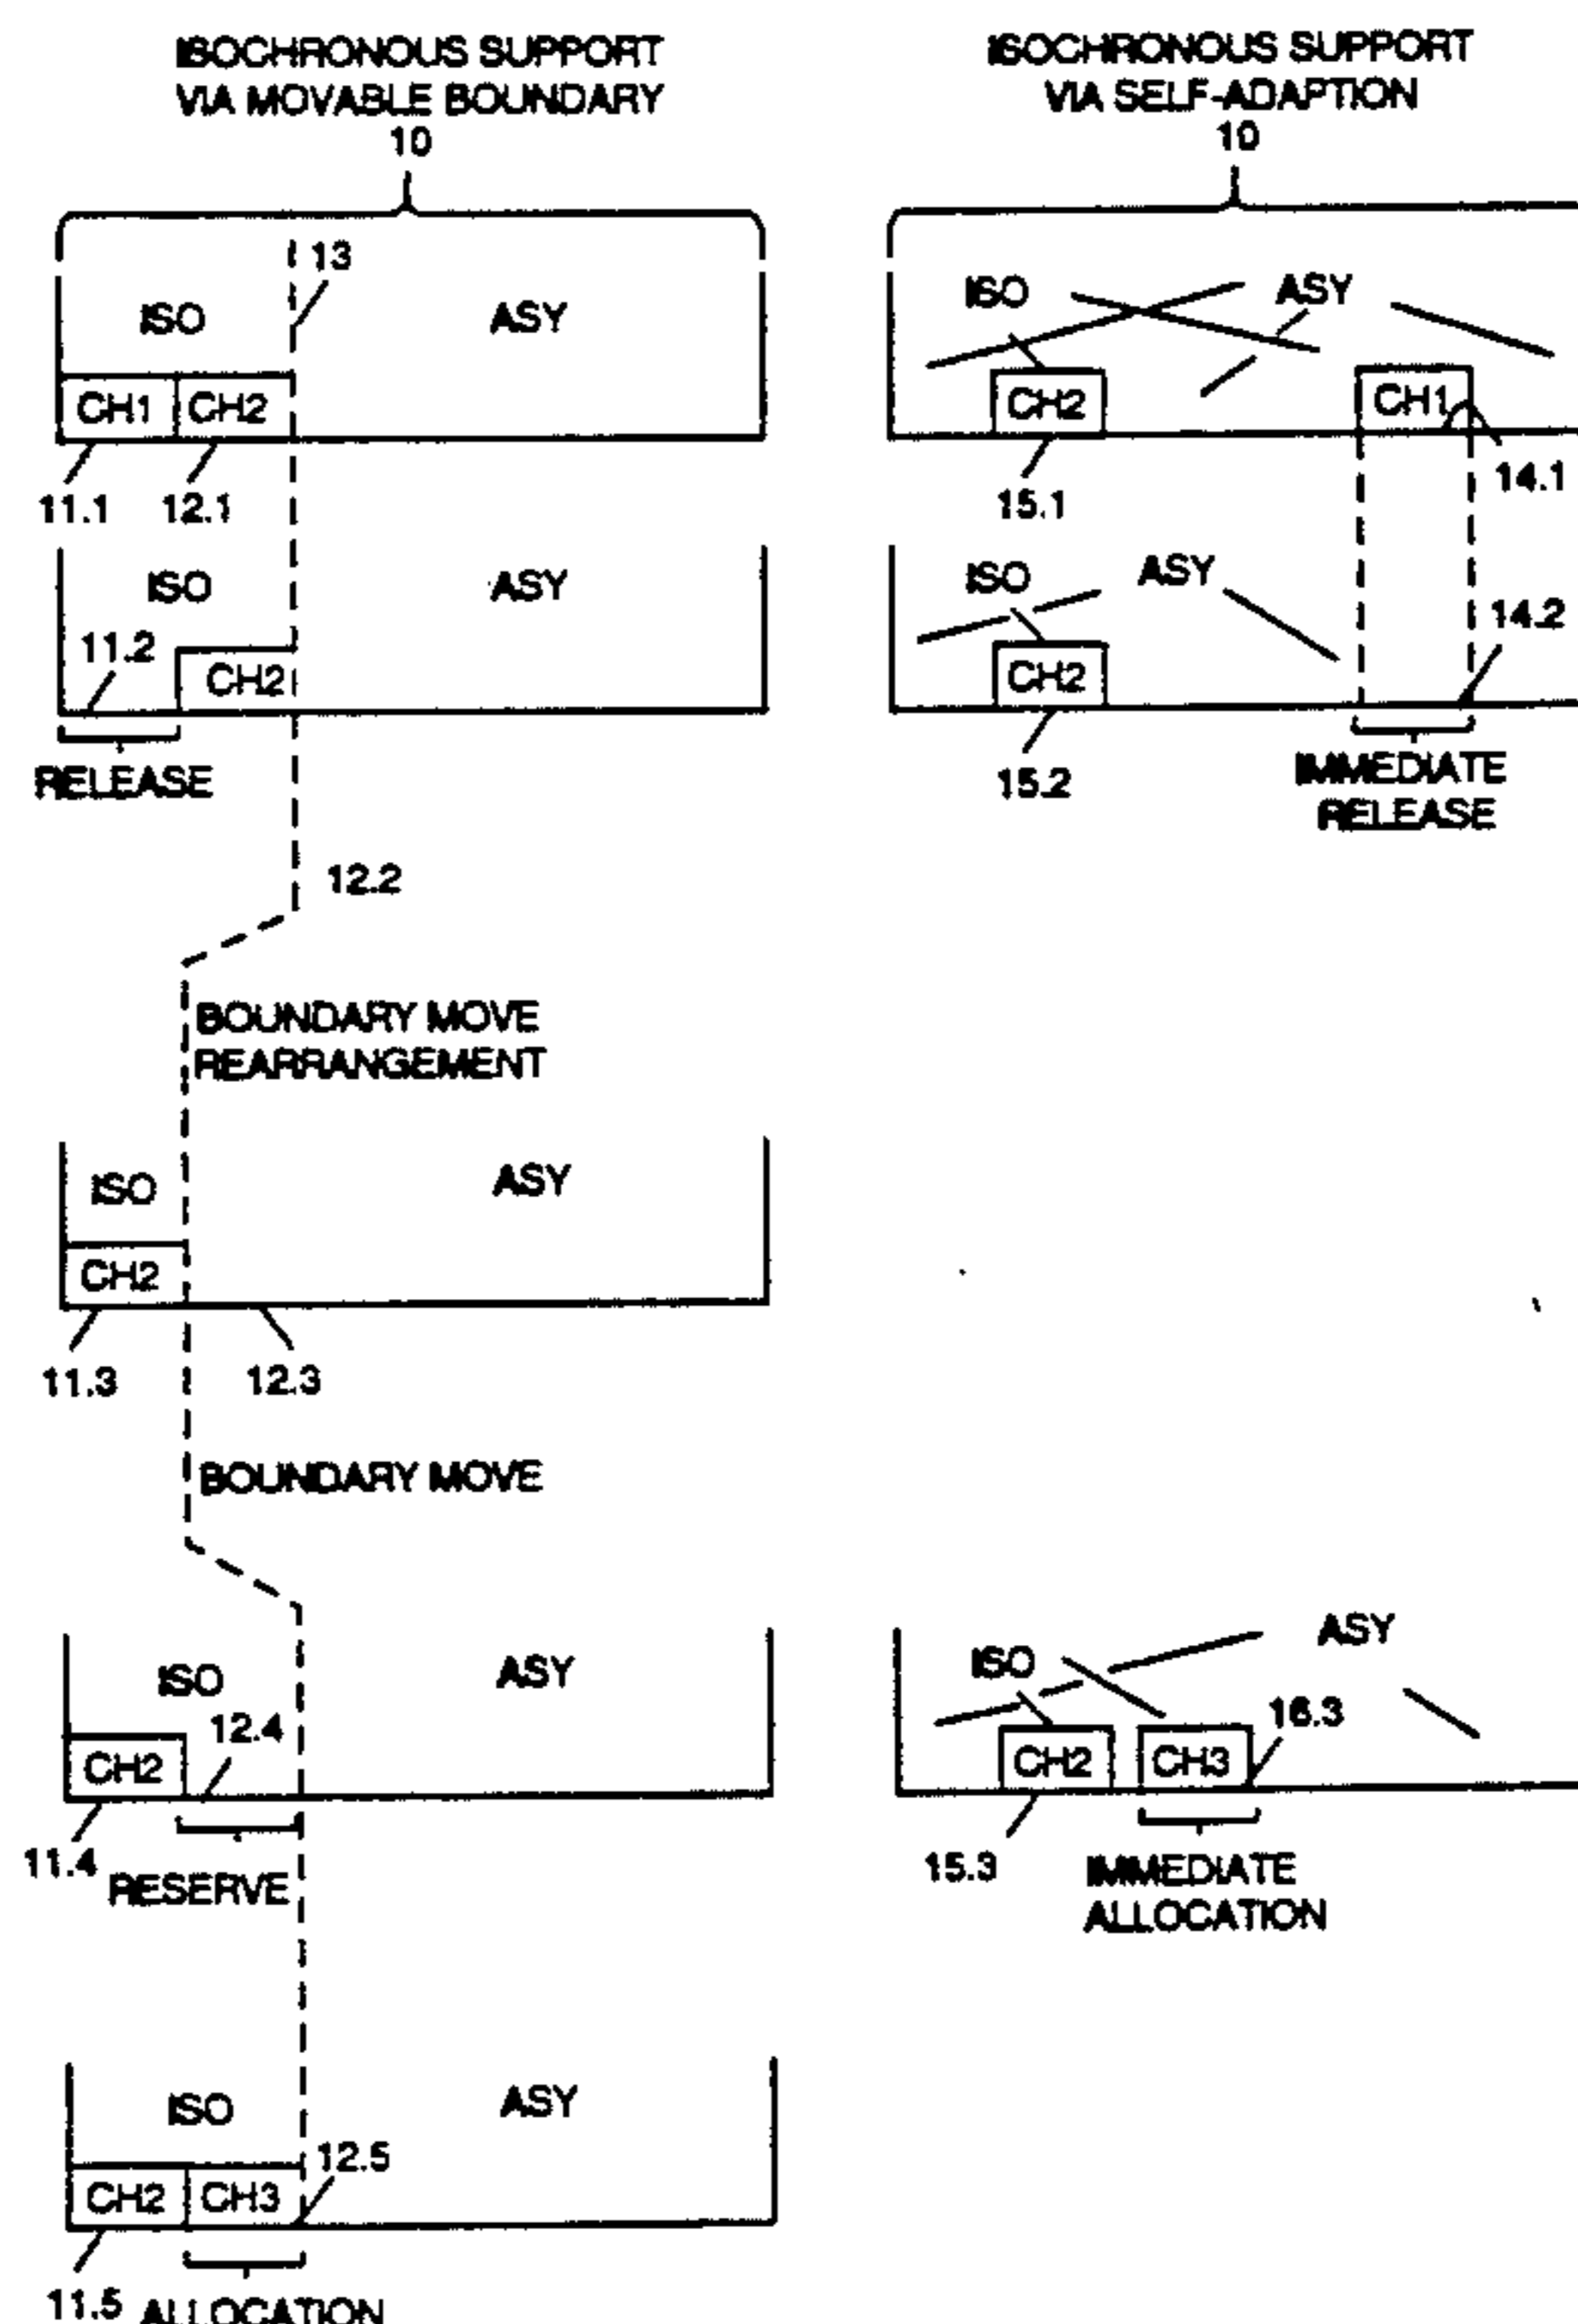 ISOCHRONOUS SUPPORT
VIA MOVABLE BOUNDARY
10
13
ISO
ASY
CH1
CH2
11.1
12.1
ISO
ASY
11.2
CH2
RELEASE
12.2
BOUNDARY MOVE
REARRANGEMENT
ISO
ASY
CH2
11.3
12.3
BOUNDARY MOVE
ISO
ASY
12.4
CH2
11.4
RESERVE
ISO
ASY
12.5
CH2
CH3
11.5
ALLOCATION
ISOCHRONOUS SUPPORT
VIA SELF-ADAPTION
10
ISO
ASY
CH2
CH1
14.1
15.1
ISO
ASY
14.2
CH2
15.2
IMMEDIATE
RELEASE
ISO
ASY
16.3
CH2
CH3
15.3
IMMEDIATE
ALLOCATION